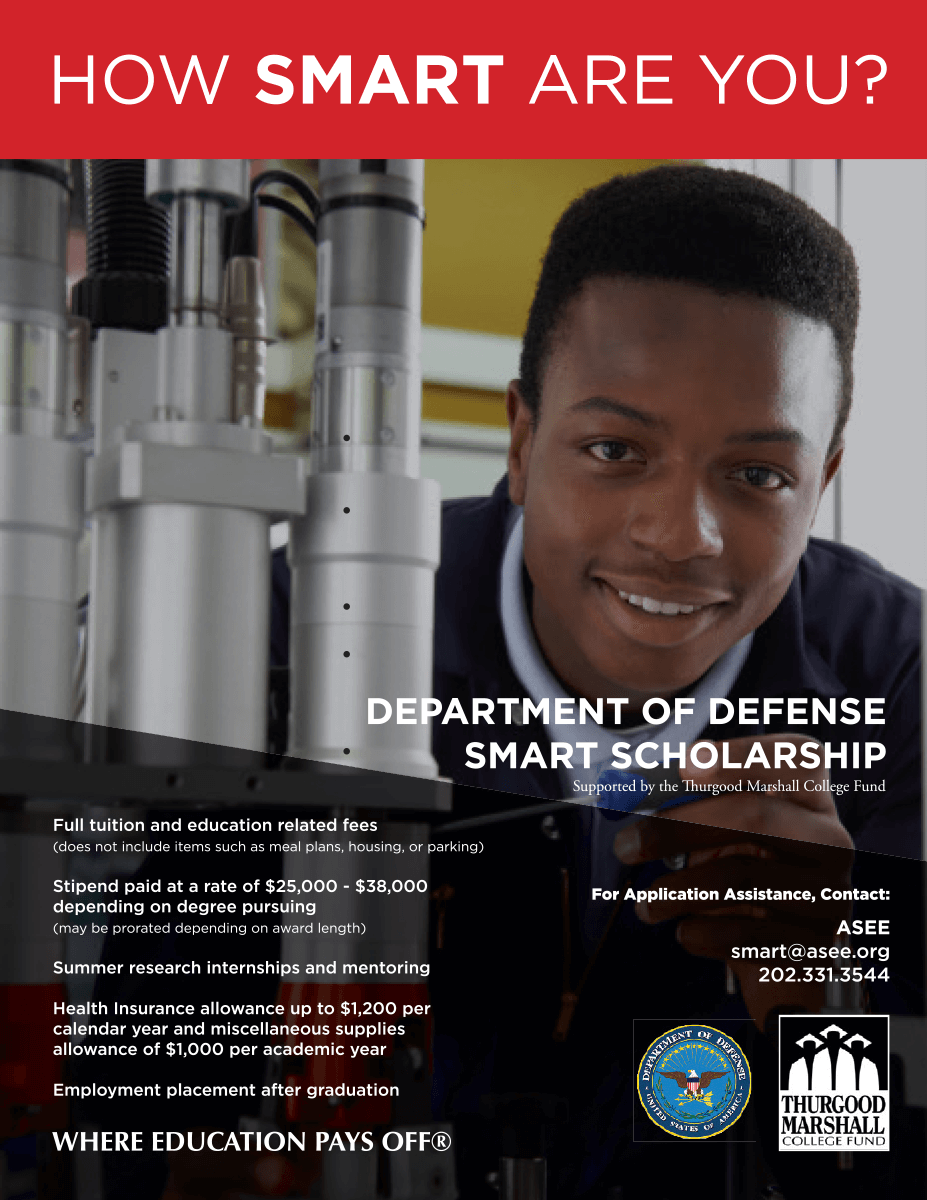 HOW SMART ARE YOU?
DEPARTMENT OF DEFENSE
SMART SCHOLARSHIP
Supported by the Thurgood Marshall College Fund
Full tuition and education related fees
(does not include items such as meal plans, housing, or parking)
Stipend paid at a rate of $25,000 - $38,000
depending on degree pursuing
(may be prorated depending on award length)
Summer research internships and mentoring
Health Insurance allowance up to $1,200 per
calendar year and miscellaneous supplies
allowance of $1,000 per academic year
Employment placement after graduation
WHERE EDUCATION PAYS OFF®
For Application Assistance, Contact:
ASEE
smart@asee.org
202.331.3544
DEPARTMENT OF DEFENSE
UNITED STATES OF AMERICA
THURGOOD
MARSHALL
COLLEGE FUND